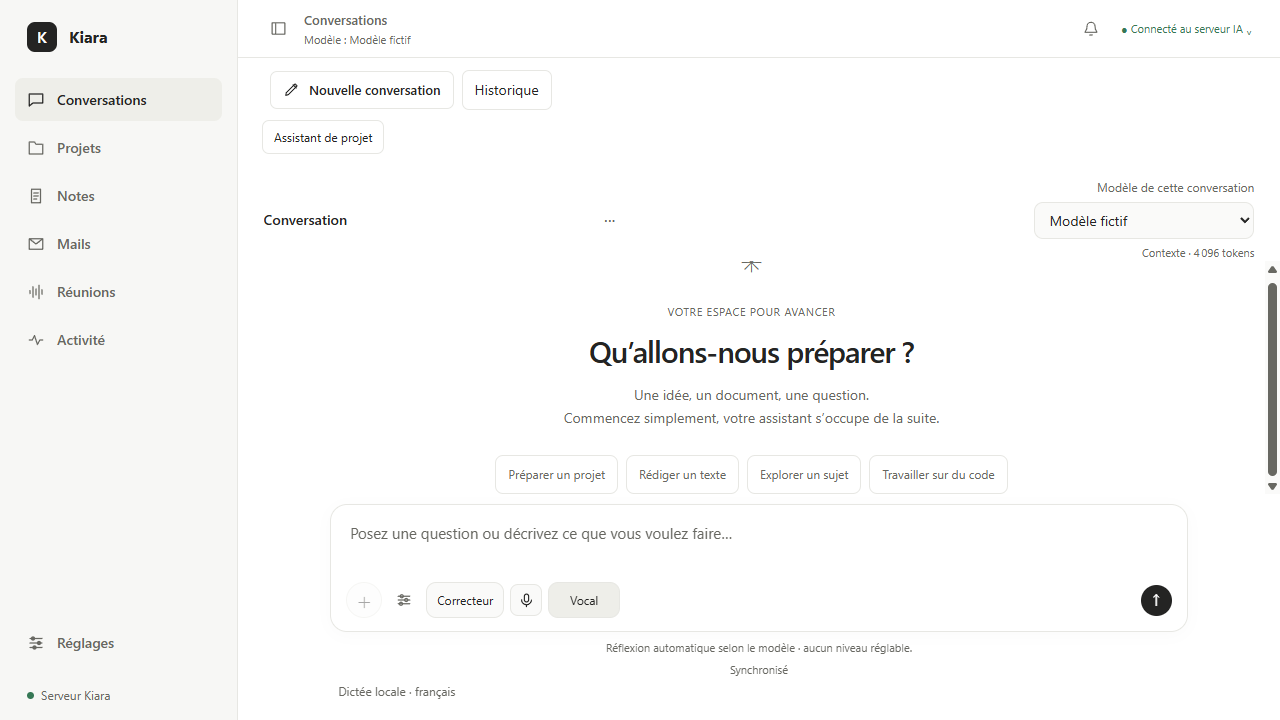 K Kiara
Conversations
Projets
Notes
Mails
Réunions
Activité
Réglages
Serveur Kiara
Conversations
Modèle : Modèle fictif
Connecté au serveur IA
Nouvelle conversation
Historique
Assistant de projet
Modèle de cette conversation
Conversation
...
Modèle fictif
Contexte · 4 096 tokens
VOTRE ESPACE POUR AVANCER
Qu’allons-nous préparer ?
Une idée, un document, une question.
Commencez simplement, votre assistant s’occupe de la suite.
Préparer un projet
Rédiger un texte
Explorer un sujet
Travailler sur du code
Posez une question ou décrivez ce que vous voulez faire...
Correcteur
Vocal
Réflexion automatique selon le modèle · aucun niveau réglable.
Synchronisé
Dictée locale · français